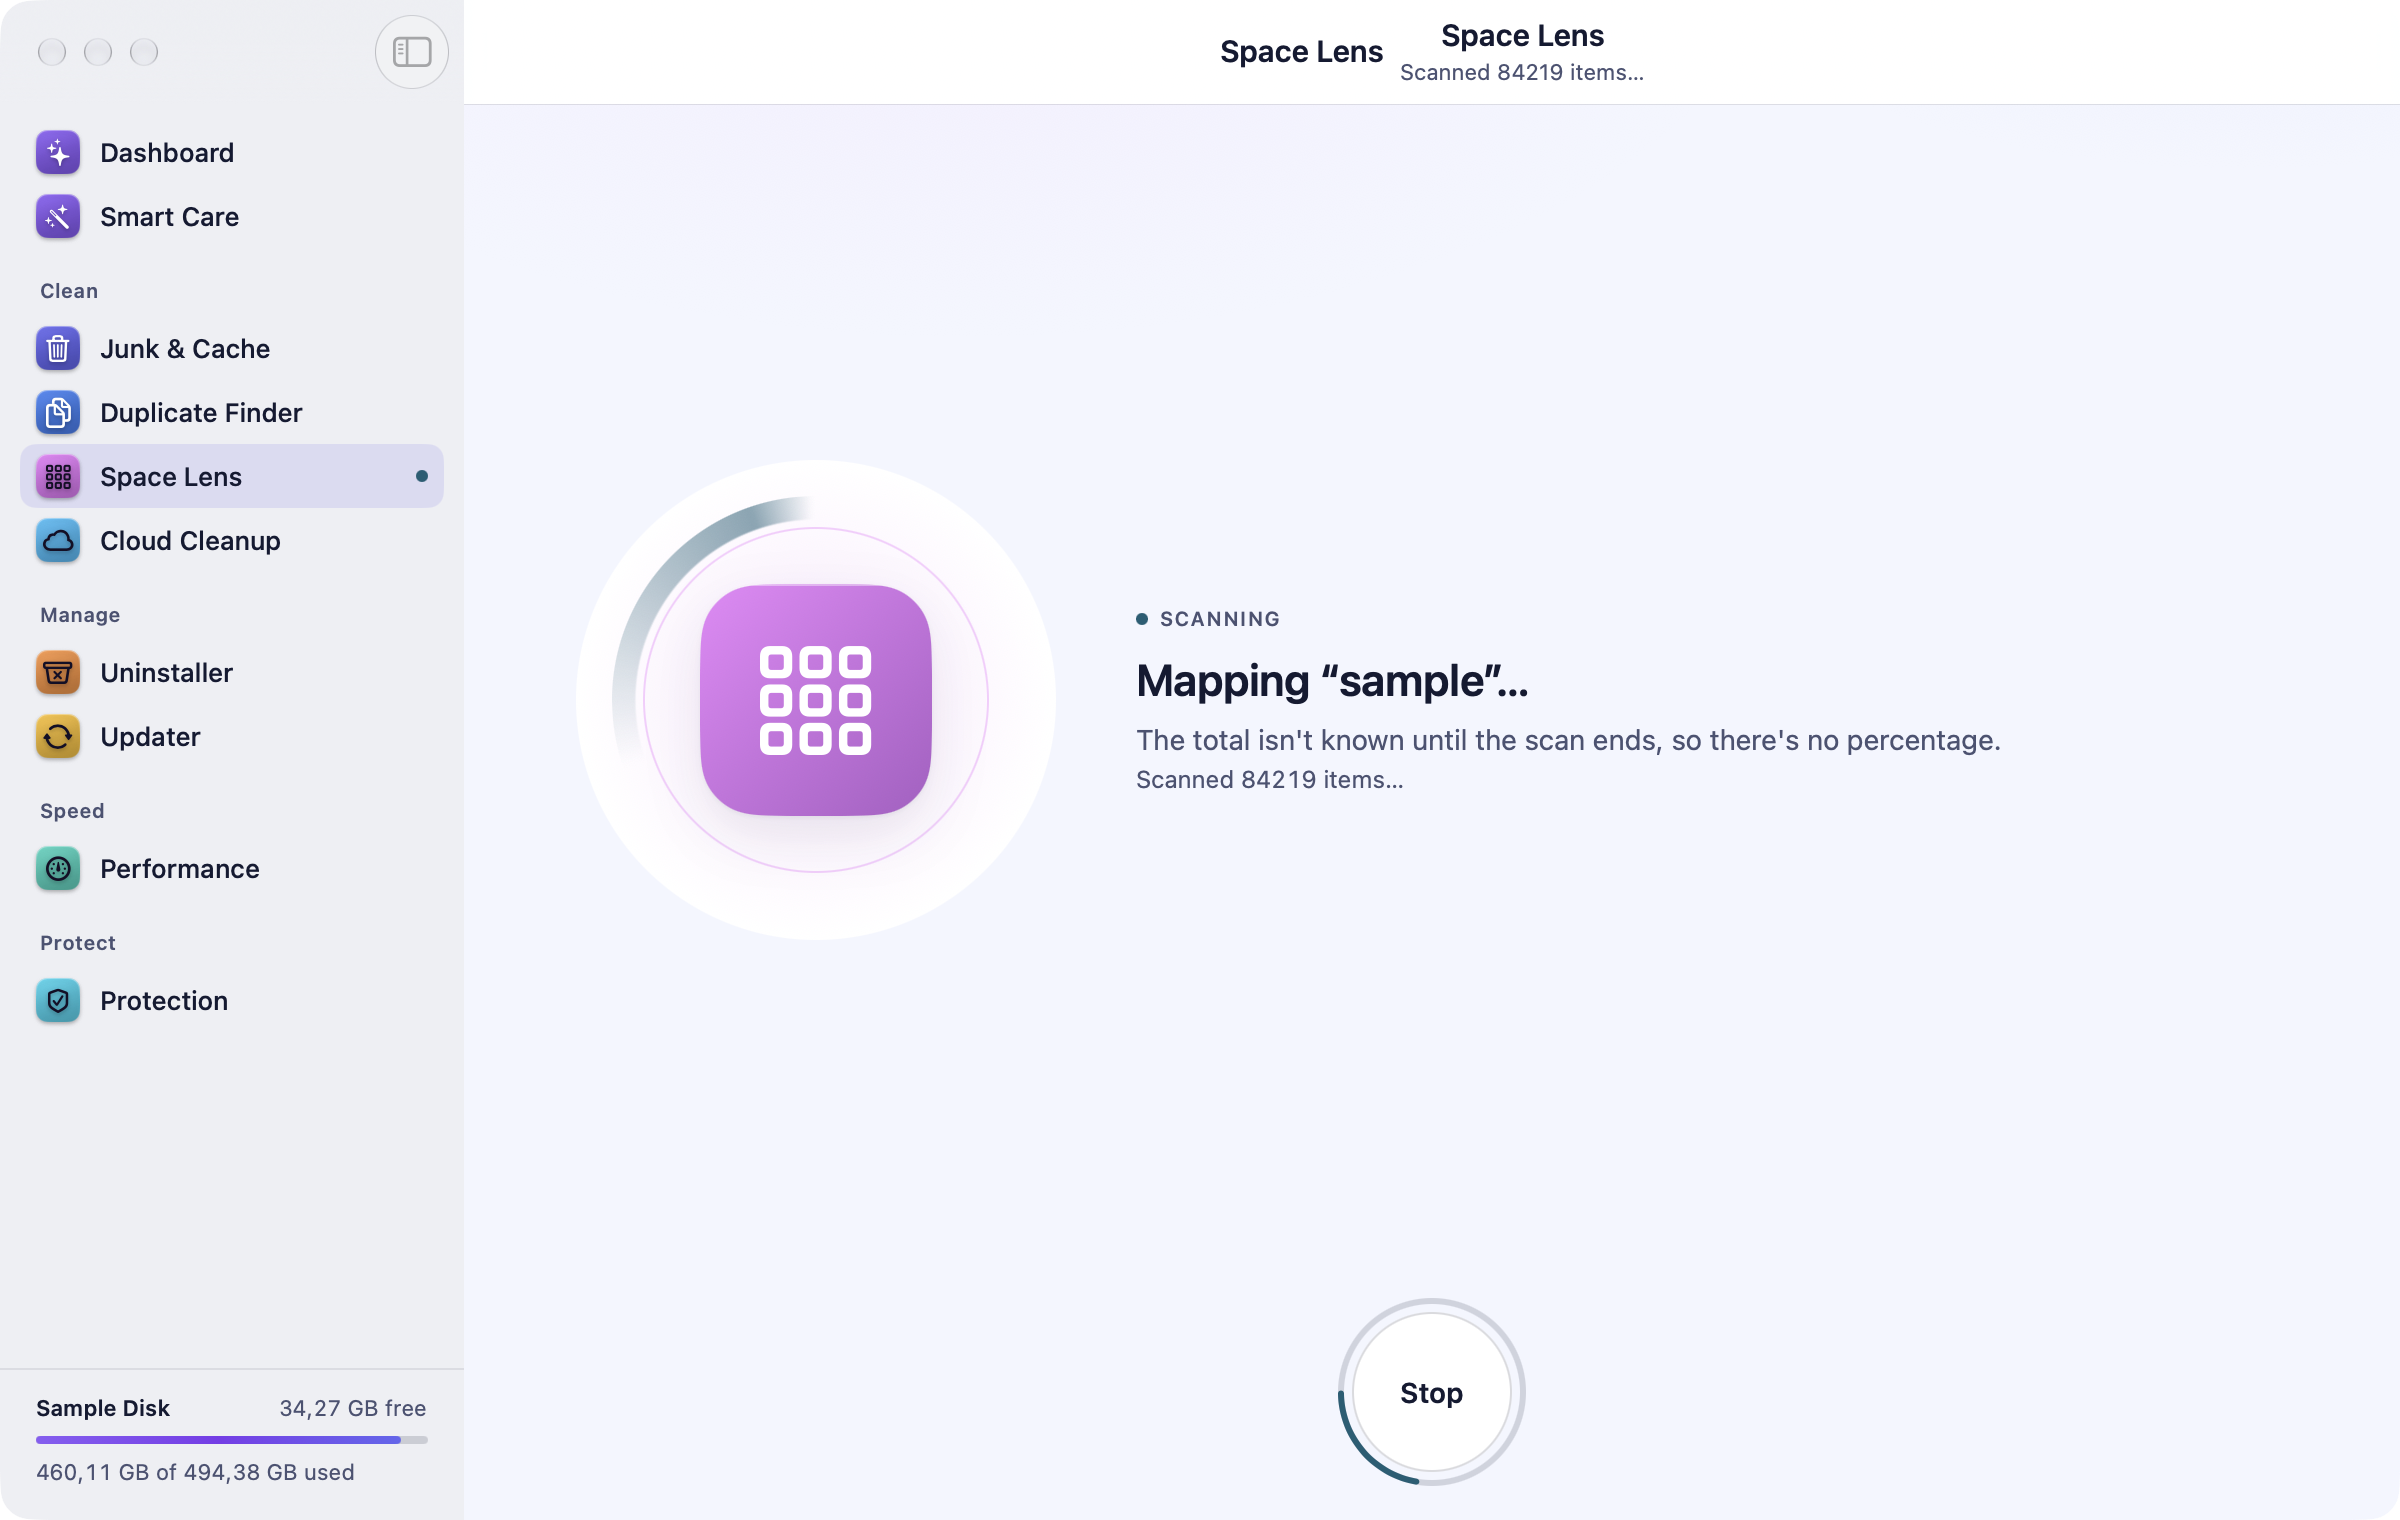 Dashboard
Smart Care
Clean
Junk & Cache
Duplicate Finder
Space Lens
Cloud Cleanup
Manage
Uninstaller
Updater
Speed
Performance
Protect
Protection
Sample Disk
34,27 GB free
460,11 GB of 494,38 GB used
Space Lens
Space Lens
Scanned 84219 items...
SCANNING
Mapping “sample”...
The total isn't known until the scan ends, so there's no percentage.
Scanned 84219 items...
Stop